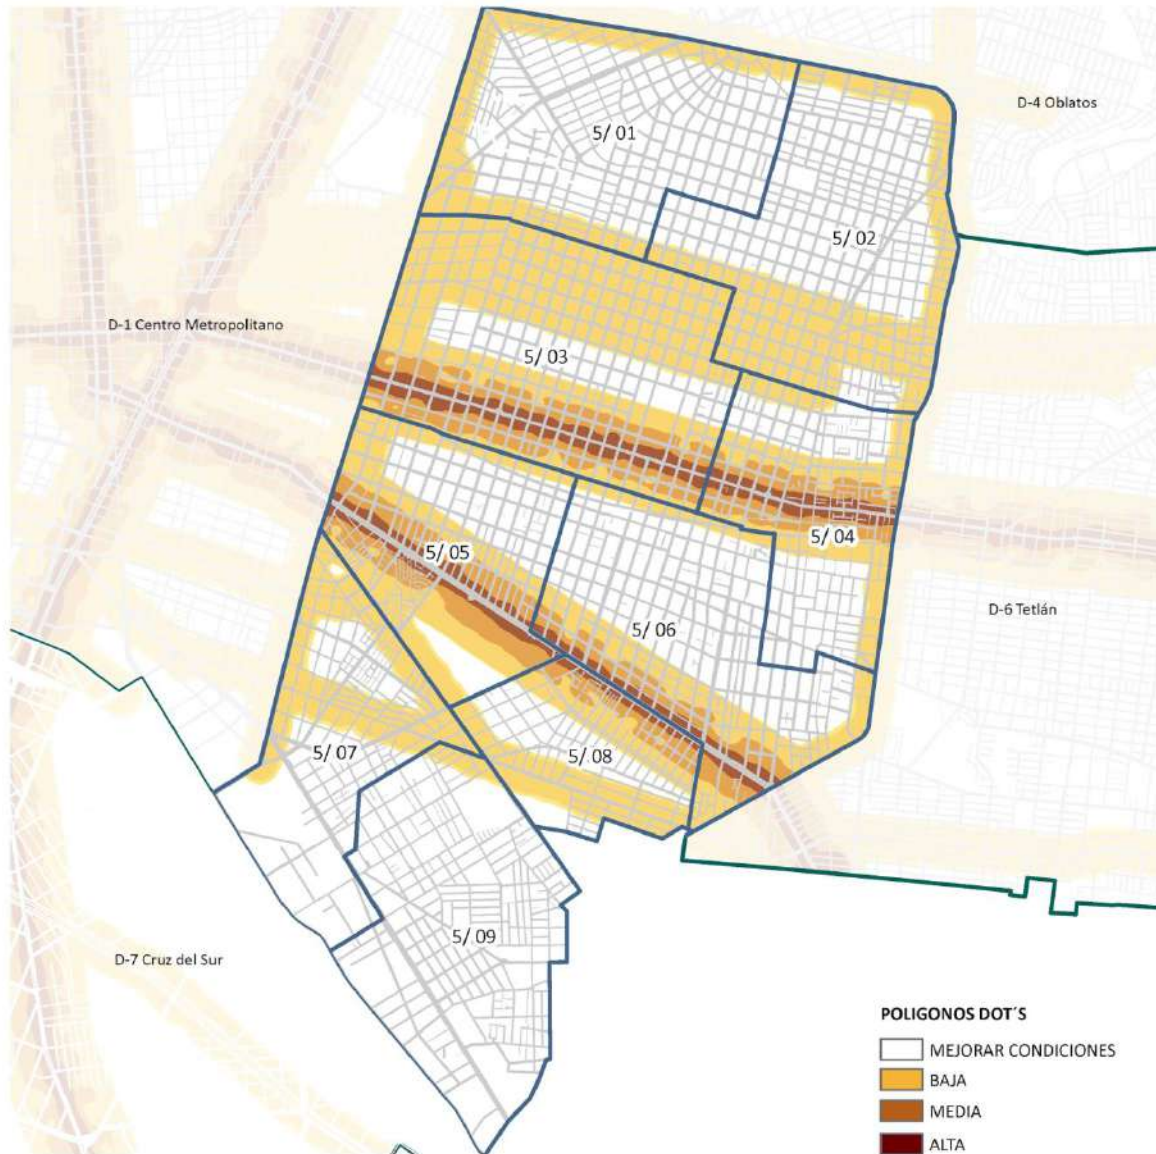 D-4 Oblatos
5/ 01
5/ 02
D-1 Centro Metropolitano
5/ 03
5/ 04
5/ 05
D-6 Tetlán
5/ 06
5/ 07
5/ 08
5/ 09
D-7 Cruz del Sur
POLIGONOS DOT´S
MEJORAR CONDICIONES
BAJA
MEDIA
ALTA